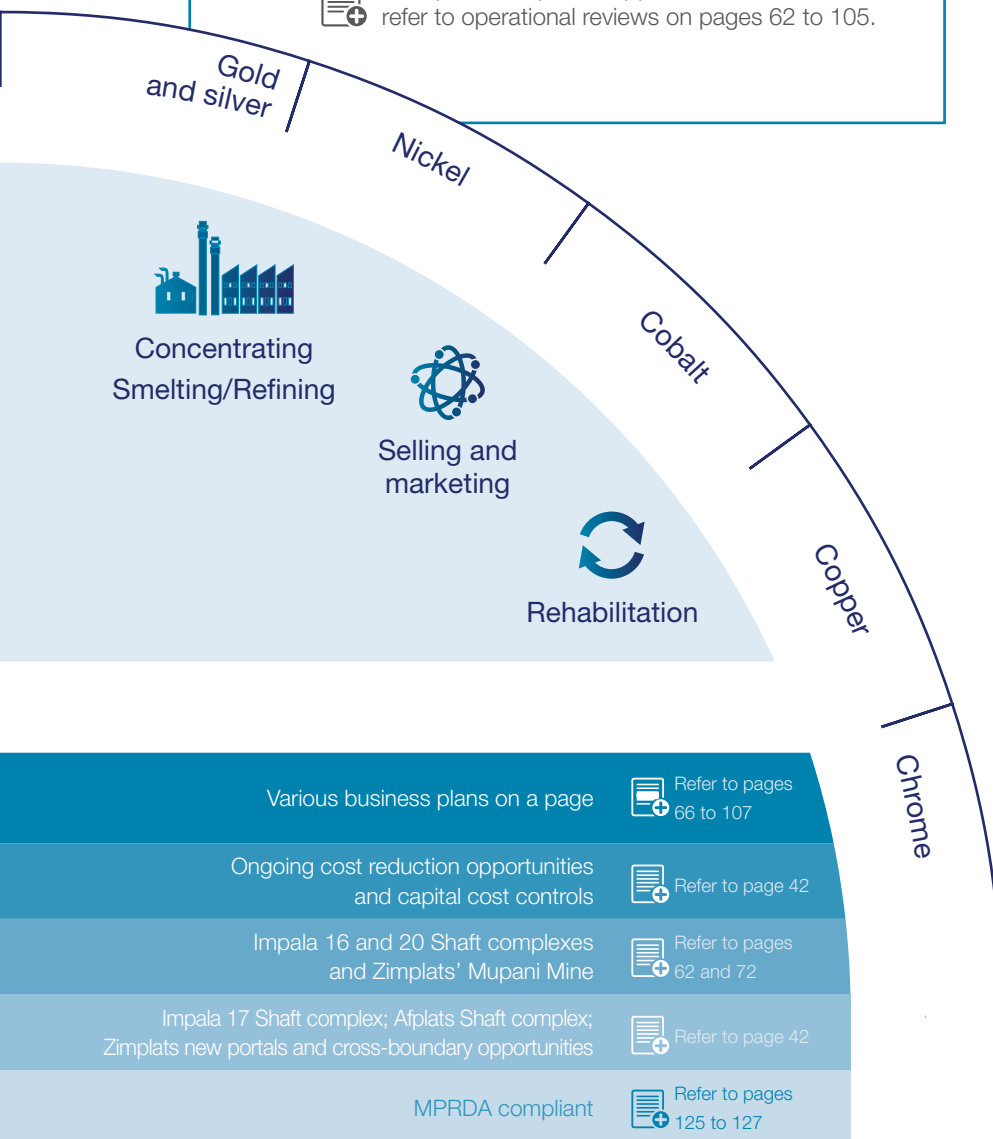 refer to operational reviews on pages 62 to 105.
Gold
and silver
Nickel
Cobalt
Copper
Chrome
Concentrating
Smelting/Refining
Selling and
marketing
Rehabilitation
Various business plans on a page
Refer to pages
66 to 107
Ongoing cost reduction opportunities
and capital cost controls
Refer to page 42
Impala 16 and 20 Shaft complexes
and Zimplats' Mupani Mine
Refer to pages
62 and 72
Impala 17 Shaft complex; Afplats Shaft complex;
Zimplats new portals and cross-boundary opportunities
Refer to page 42
MPRDA compliant
Refer to pages
125 to 127